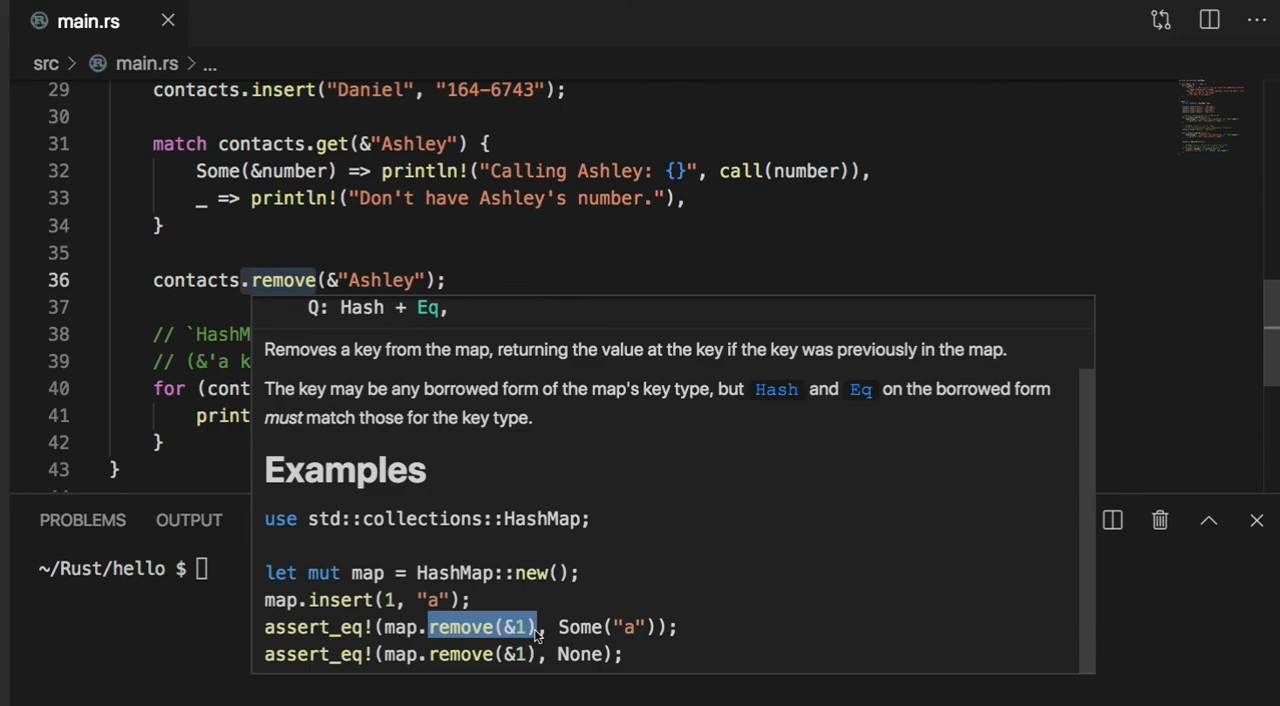 main.rs
src > main.rs > ...
29 contacts.insert("Daniel", "164-6743");
30
31 match contacts.get(&"Ashley") {
32 Some(&number) => println!("Calling Ashley: {}", call(number)),
33 _ => println!("Don't have Ashley's number."),
34 }
35
36 contacts.remove(&"Ashley");
37
38 // `HashM
39 // (&'a k
40 for (cont
41 print
42 }
43 }
Q: Hash + Eq,
Removes a key from the map, returning the value at the key if the key was previously in the map.
The key may be any borrowed form of the map's key type, but Hash and Eq on the borrowed form
must match those for the key type.
Examples
use std::collections::HashMap;
let mut map = HashMap::new();
map.insert(1, "a");
assert_eq!(map.remove(&1), Some("a"));
assert_eq!(map.remove(&1), None);
PROBLEMS OUTPUT
~/Rust/hello $